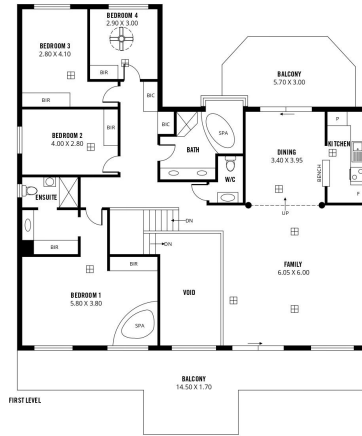 BEDROOM 4
2.90 X 3.00
BEDROOM 3
2.80 X 4.10
BIR
BIR
BIC
BALCONY
5.70 X 3.00
BEDROOM 2
4.00 X 2.80
BIR
BIC
SPA
BATH
W/C
DINING
3.40 X 3.95
KITCHEN
P
BENCH
F
ENSUITE
UP
DN
DN
BIR
BIR
FAMILY
6.05 X 6.00
BEDROOM 1
5.80 X 3.80
VOID
SPA
BALCONY
14.50 X 1.70
FIRST LEVEL